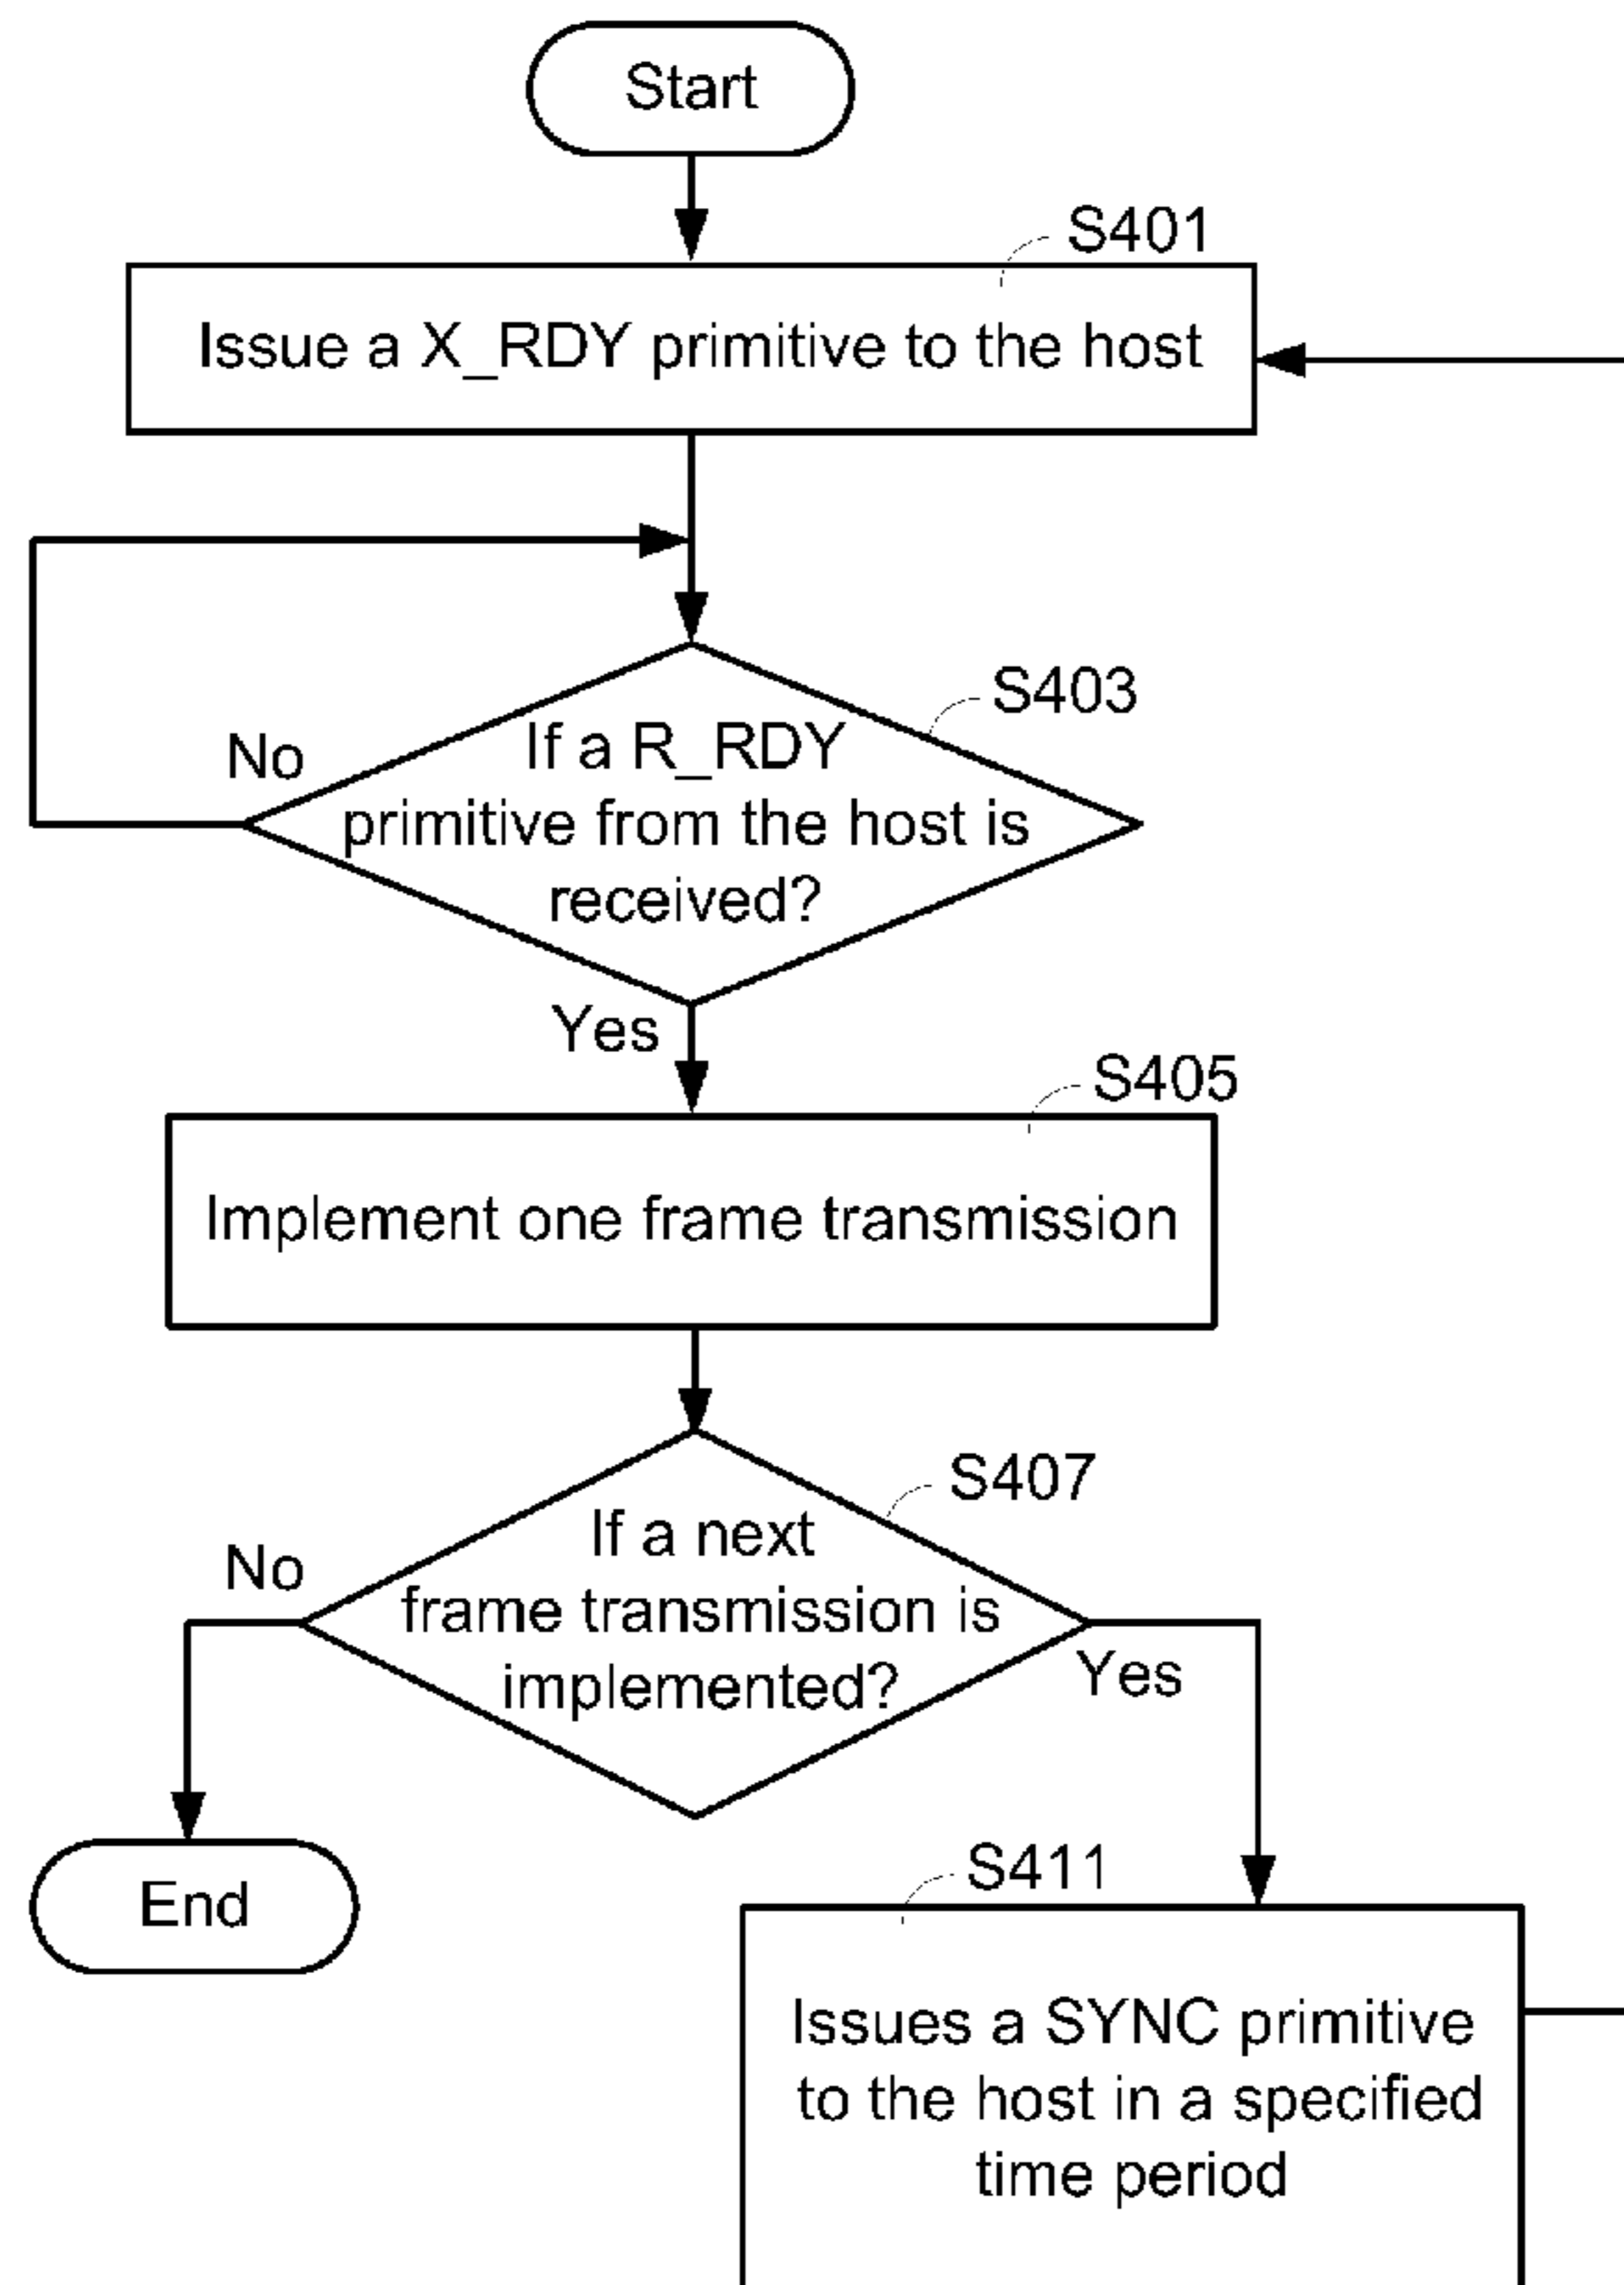 Start
S401
Issue a X_RDY primitive to the host
S403
No
If a R_RDY
primitive from the host is
received?
Yes
S405
Implement one frame transmission
S407
No
If a next
frame transmission is
implemented?
Yes
S411
End
Issues a SYNC primitive
to the host in a specified
time period